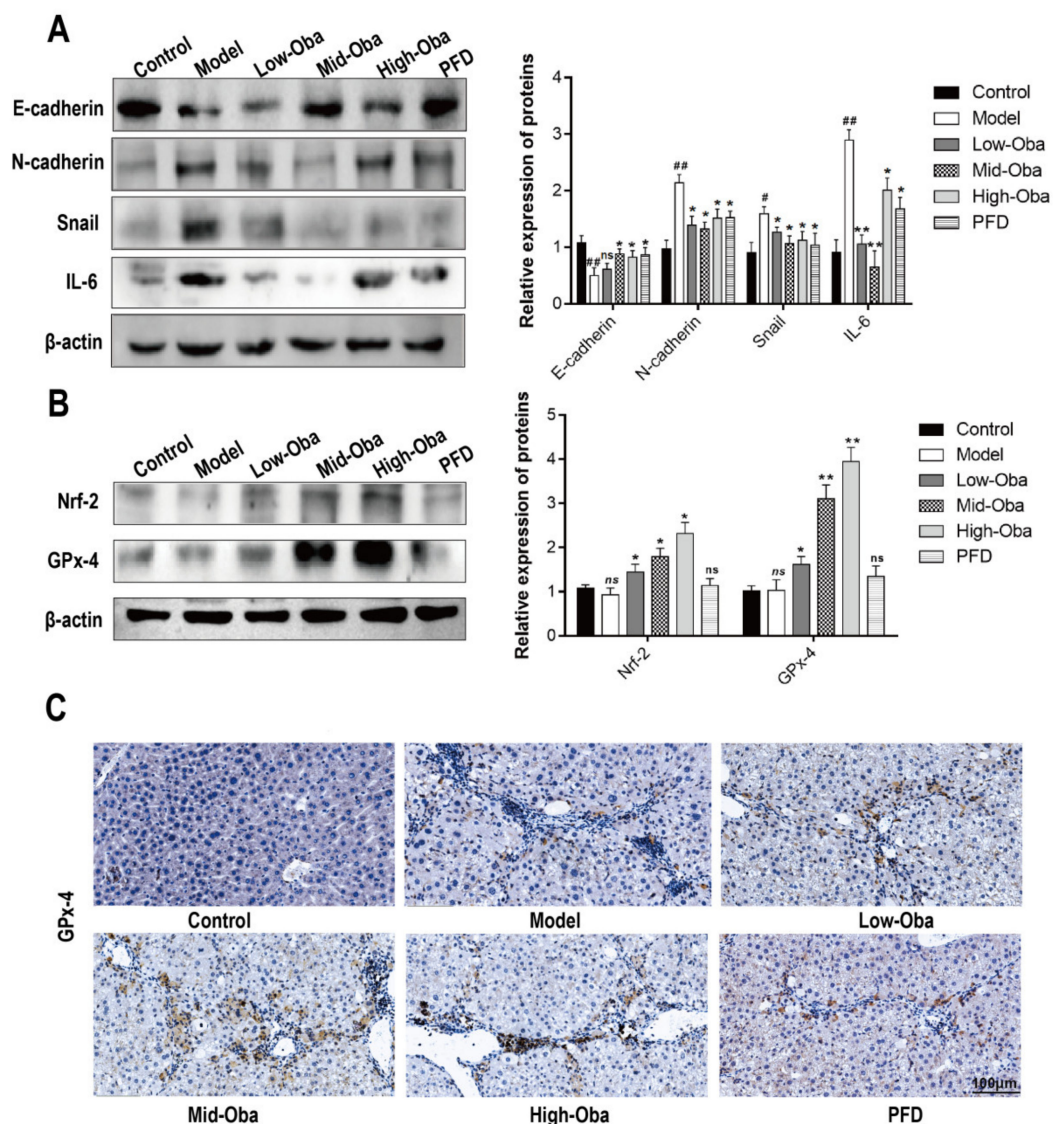 A
Control Model Low-Oba Mid-Oba High-Oba PFD
E-cadherin
N-cadherin
Snail
IL-6
β-actin
Relative expression of proteins
4
3
2
1
0
## ns * * *
## * * * *
# * * * *
## ** ** * *
E-cadherin N-cadherin Snail IL-6
Control
Model
Low-Oba
Mid-Oba
High-Oba
PFD
B
Control Model Low-Oba Mid-Oba High-Oba PFD
Nrf-2
GPx-4
β-actin
Relative expression of proteins
5
4
3
2
1
0
ns * * * ns
ns * ** ** ns
Nrf-2 GPx-4
Control
Model
Low-Oba
Mid-Oba
High-Oba
PFD
C
GPx-4
Control Model Low-Oba
100μm
Mid-Oba High-Oba PFD